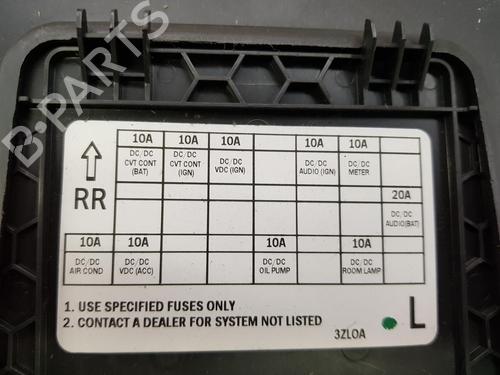 B-PARTS
10A 10A 10A 10A 10A
DC/DC DC/DC DC/DC DC/DC DC/DC
CVT CONT CVT CONT VDC (IGN) AUDIO (IGN) METER
(BAT) (IGN)
RR
20A
DC/DC
AUDIO(BAT)
10A 10A 10A 10A
DC/DC DC/DC DC/DC DC/DC
AIR COND VDC (ACC) OIL PUMP ROOM LAMP
1. USE SPECIFIED FUSES ONLY
2. CONTACT A DEALER FOR SYSTEM NOT LISTED
3ZL0A
L